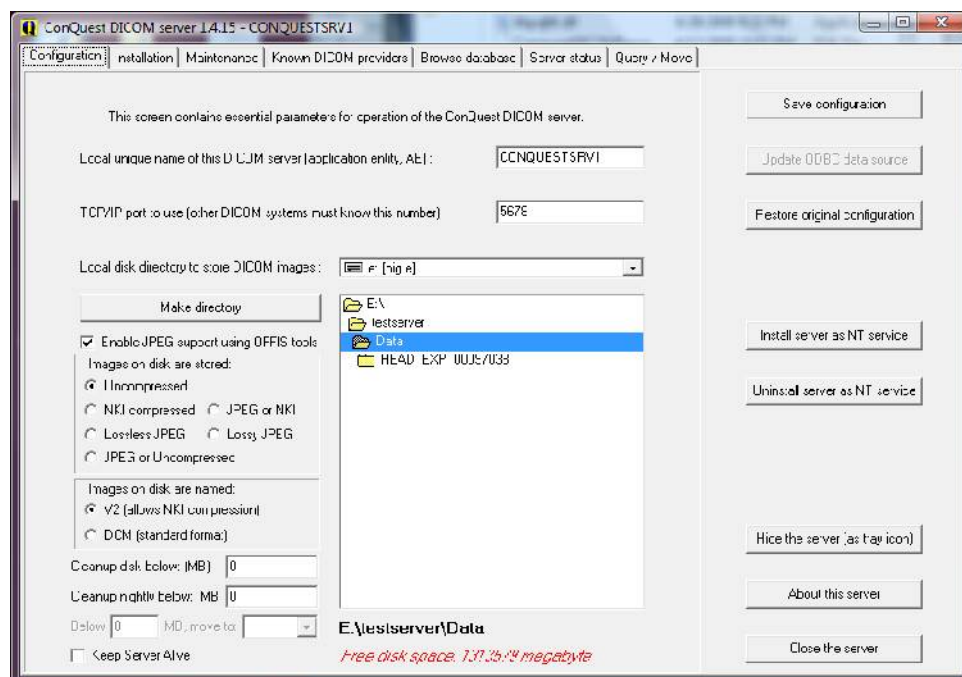 ConQuest DICOM server 1.4.15 - CONQUESTSRV1
Configuration Installation Maintenance Known DICOM providers Browse database Server status Query / Move
This screen contains essential parameters for operation of the ConQuest DICOM server.
Save configuration
Local unique name of this DICOM server (application entity, AE) : CONQUESTSRV1
Update ODBC data source
TCP/IP port to use (other DICOM systems must know this number) 5678
Restore original configuration
Local disk directory to store DICOM images : e: [big e]
Make directory
E:\
testserver
Data
HEAD_EXP_00097038
Enable JPEG support using OFFIS tools
Images on disk are stored:
Uncompressed
NKI compressed JPEG or NKI
Lossless JPEG Lossy JPEG
JPEG or Uncompressed
Install server as NT service
Uninstall server as NT service
Images on disk are named:
V2 (allows NKI compression)
DCM (standard format)
Cleanup disk below: (MB) 0
Hide the server (as tray icon)
Cleanup nightly below: MB 0
About this server
Below 0 MB, move to:
E:\testserver\Data
Keep Server Alive
Free disk space: megabyte
Close the server